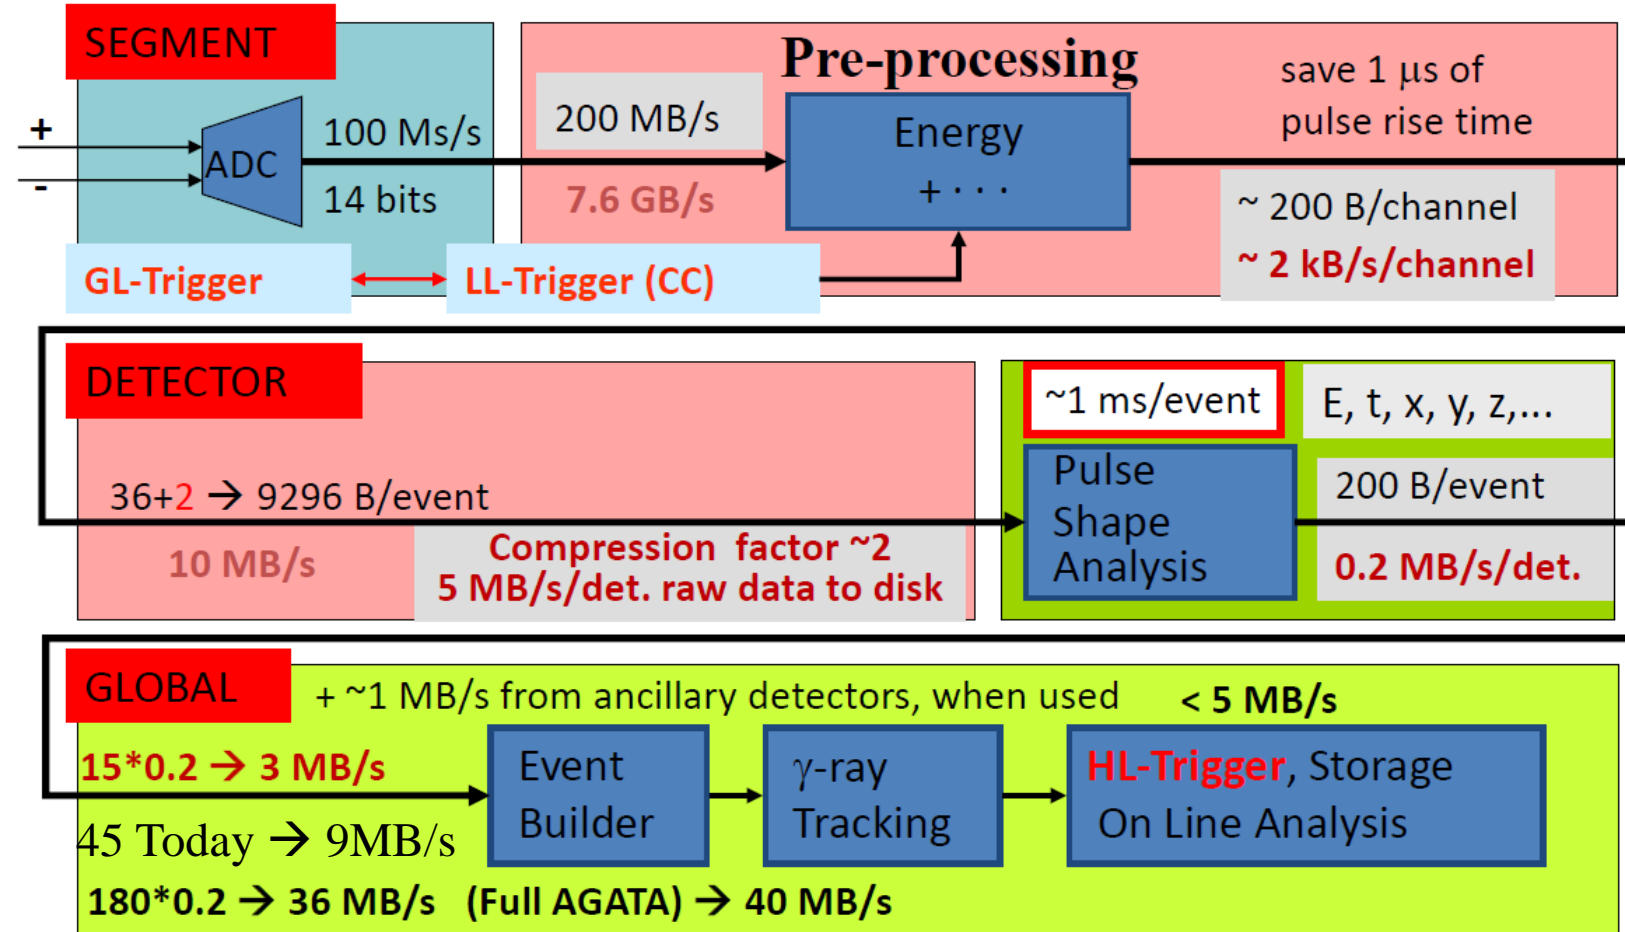 SEGMENT
+
-
ADC
100 Ms/s
14 bits
GL-Trigger
LL-Trigger (CC)
Pre-processing
200 MB/s
7.6 GB/s
Energy
+ · · ·
save 1 μs of
pulse rise time
~ 200 B/channel
~ 2 kB/s/channel
DETECTOR
36+2 → 9296 B/event
10 MB/s
Compression factor ~2
5 MB/s/det. raw data to disk
~1 ms/event
Pulse
Shape
Analysis
E, t, x, y, z,...
200 B/event
0.2 MB/s/det.
GLOBAL
+ ~1 MB/s from ancillary detectors, when used
< 5 MB/s
15*0.2 → 3 MB/s
45 Today → 9MB/s
180*0.2 → 36 MB/s (Full AGATA) → 40 MB/s
Event
Builder
γ-ray
Tracking
HL-Trigger, Storage
On Line Analysis